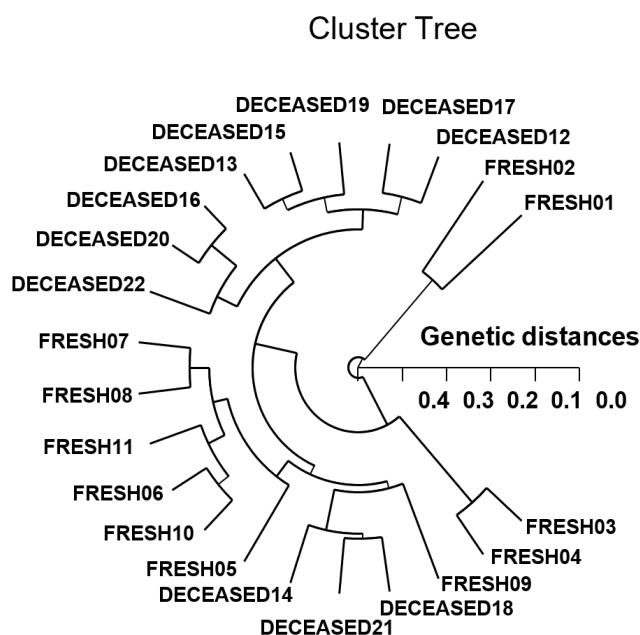 Cluster Tree
DECEASED19
DECEASED17
DECEASED15
DECEASED12
DECEASED13
FRESH02
DECEASED16
FRESH01
DECEASED20
DECEASED22
Genetic distances
FRESH07
0.4 0.3 0.2 0.1 0.0
FRESH08
FRESH11
FRESH06
FRESH10
FRESH03
FRESH04
FRESH05
FRESH09
DECEASED14
DECEASED18
DECEASED21